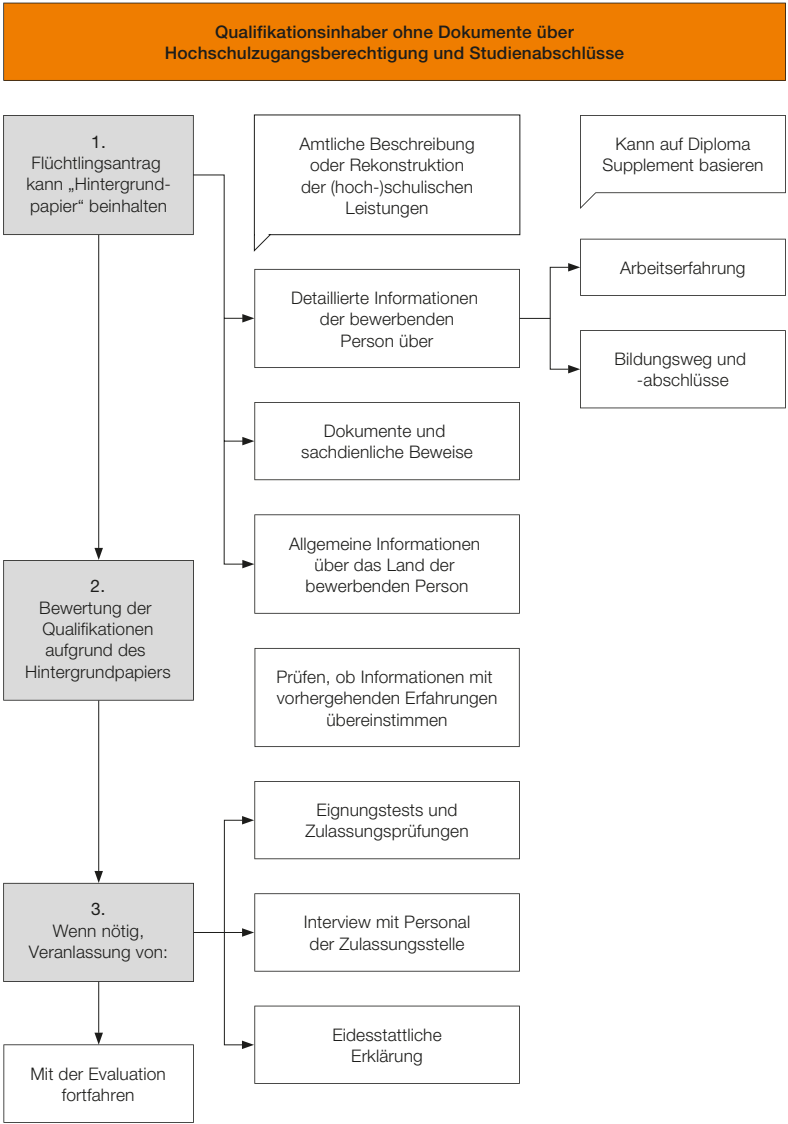 Qualifikationsinhaber ohne Dokumente über
Hochschulzugangsberechtigung und Studienabschlüsse
1.
Flüchtlingsantrag
kann „Hintergrund-
papier“ beinhalten
Amtliche Beschreibung
oder Rekonstruktion
der (hoch-)schulischen
Leistungen
Kann auf Diploma
Supplement basieren
Detaillierte Informationen
der bewerbenden
Person über
Arbeitserfahrung
Bildungsweg und
-abschlüsse
Dokumente und
sachdienliche Beweise
Allgemeine Informationen
über das Land der
bewerbenden Person
2.
Bewertung der
Qualifikationen
aufgrund des
Hintergrundpapiers
Prüfen, ob Informationen mit
vorhergehenden Erfahrungen
übereinstimmen
Eignungstests und
Zulassungsprüfungen
3.
Wenn nötig,
Veranlassung von:
Interview mit Personal
der Zulassungsstelle
Eidesstattliche
Erklärung
Mit der Evaluation
fortfahren